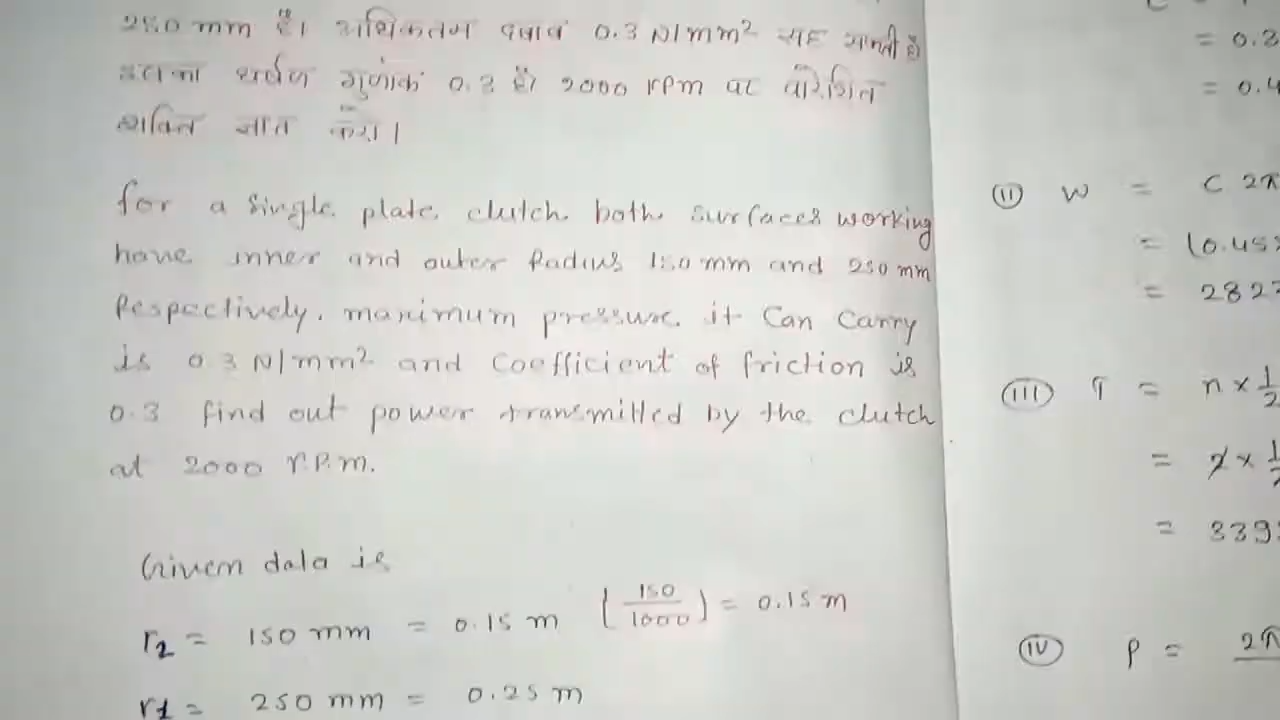 250 mm है। अधिकतम दबाव 0.3 N/mm² सह सकती है
इसका घर्षण गुणांक 0.3 है। 2000 rpm पर पारेषित
शक्ति ज्ञात करो।
for a single plate clutch both surfaces working
have inner and outer Radius 150 mm and 250 mm
Respectively. maximum pressure it Can Carry
is 0.3 N/mm² and Coefficient of friction is
0.3 find out power transmitted by the clutch
at 2000 r.P.m.
Given data is
r2 = 150 mm = 0.15 m (150/1000) = 0.15 m
r1 = 250 mm = 0.25 m
= 0.
= 0.4
(II) W = C 2π
= (0.45
= 282
(III) T = n × 1/2
= 2 ×
= 339
(IV) P = 2π